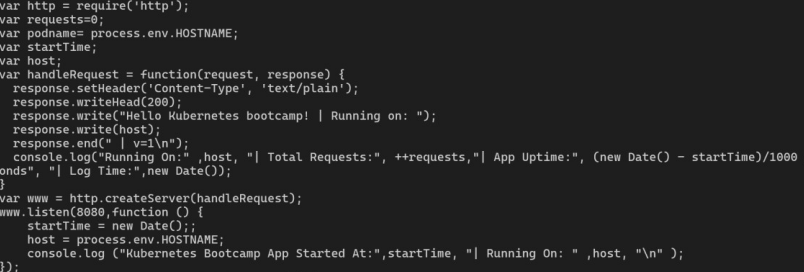 var http = require('http');
var requests=0;
var podname= process.env.HOSTNAME;
var startTime;
var host;
var handleRequest = function(request, response) {
  response.setHeader('Content-Type', 'text/plain');
  response.writeHead(200);
  response.write("Hello Kubernetes bootcamp! | Running on: ");
  response.write(host);
  response.end(" | v=1\n");
  console.log("Running On:" ,host, "| Total Requests:", ++requests,"| App Uptime:", (new Date() - startTime)/1000
onds", "| Log Time:",new Date());
}
var www = http.createServer(handleRequest);
www.listen(8080,function () {
    startTime = new Date();;
    host = process.env.HOSTNAME;
    console.log ("Kubernetes Bootcamp App Started At:",startTime, "| Running On: " ,host, "\n" );
});